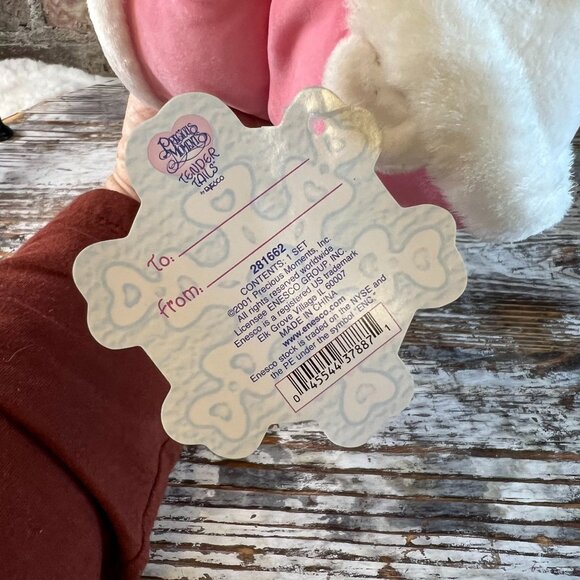 PRECIOUS
MOMENTS
TENDER
TAILS
BY ENESCO
To:
From:
281662
CONTENTS: 1 SET
©2001 Precious Moments, Inc.
All rights reserved worldwide
Licensee ENESCO GROUP, INC.
Enesco is a registered US trademark
Elk Grove Village IL 60007
MADE IN CHINA
www.enesco.com
Enesco stock is traded on the NYSE and
the PE under the symbol "ENC."
0 45544 37887 1